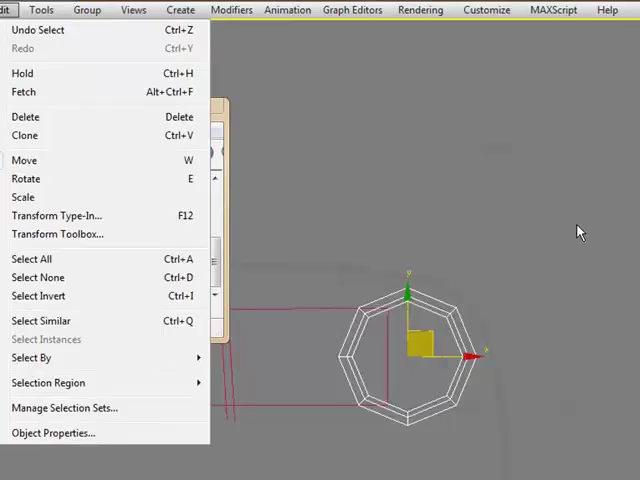 dit Tools Group Views Create Modifiers Animation Graph Editors Rendering Customize MAXScript Help
Undo Select Ctrl+Z
Redo Ctrl+Y
Hold Ctrl+H
Fetch Alt+Ctrl+F
Delete Delete
Clone Ctrl+V
Move W
Rotate E
Scale
Transform Type-In... F12
Transform Toolbox...
Select All Ctrl+A
Select None Ctrl+D
Select Invert Ctrl+I
Select Similar Ctrl+Q
Select Instances
Select By
Selection Region
Manage Selection Sets...
Object Properties...
y
x